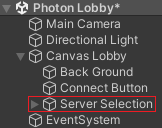 Photon Lobby*
Main Camera
Directional Light
Canvas Lobby
Back Ground
Connect Button
Server Selection
EventSystem